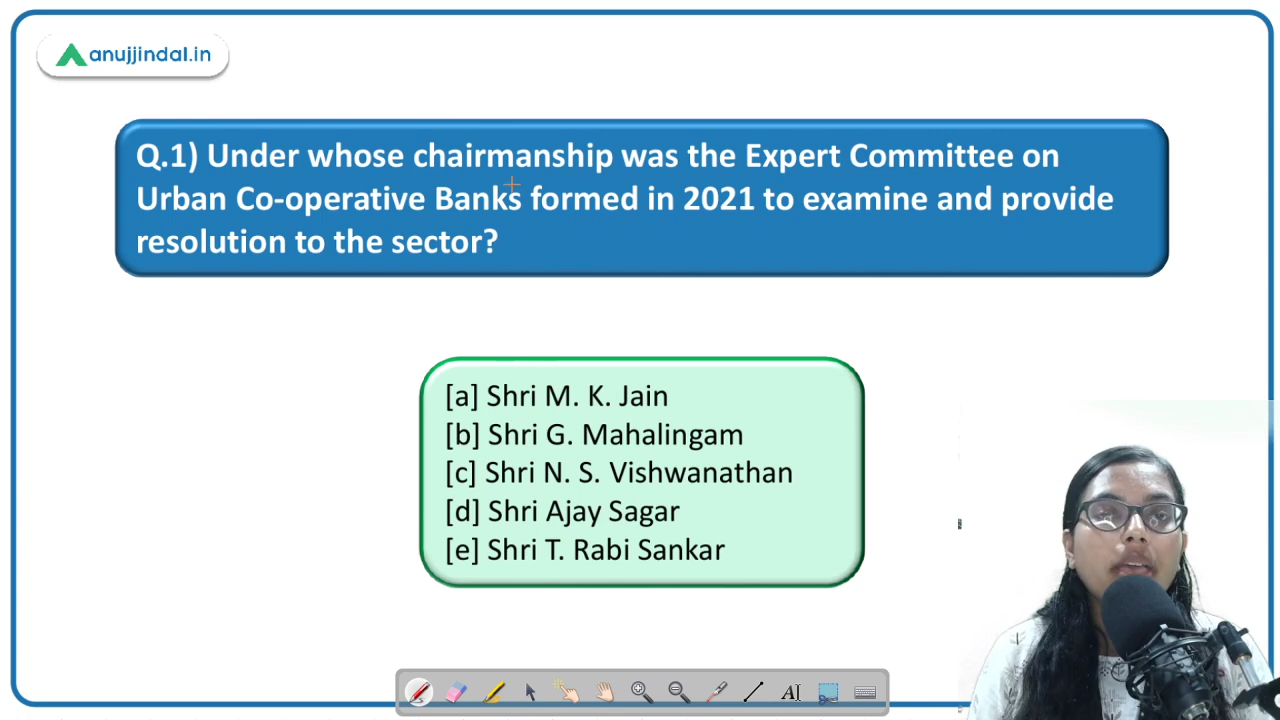 anujjindal.in
Q.1) Under whose chairmanship was the Expert Committee on
Urban Co-operative Banks formed in 2021 to examine and provide
resolution to the sector?
[a] Shri M. K. Jain
[b] Shri G. Mahalingam
[c] Shri N. S. Vishwanathan
[d] Shri Ajay Sagar
[e] Shri T. Rabi Sankar